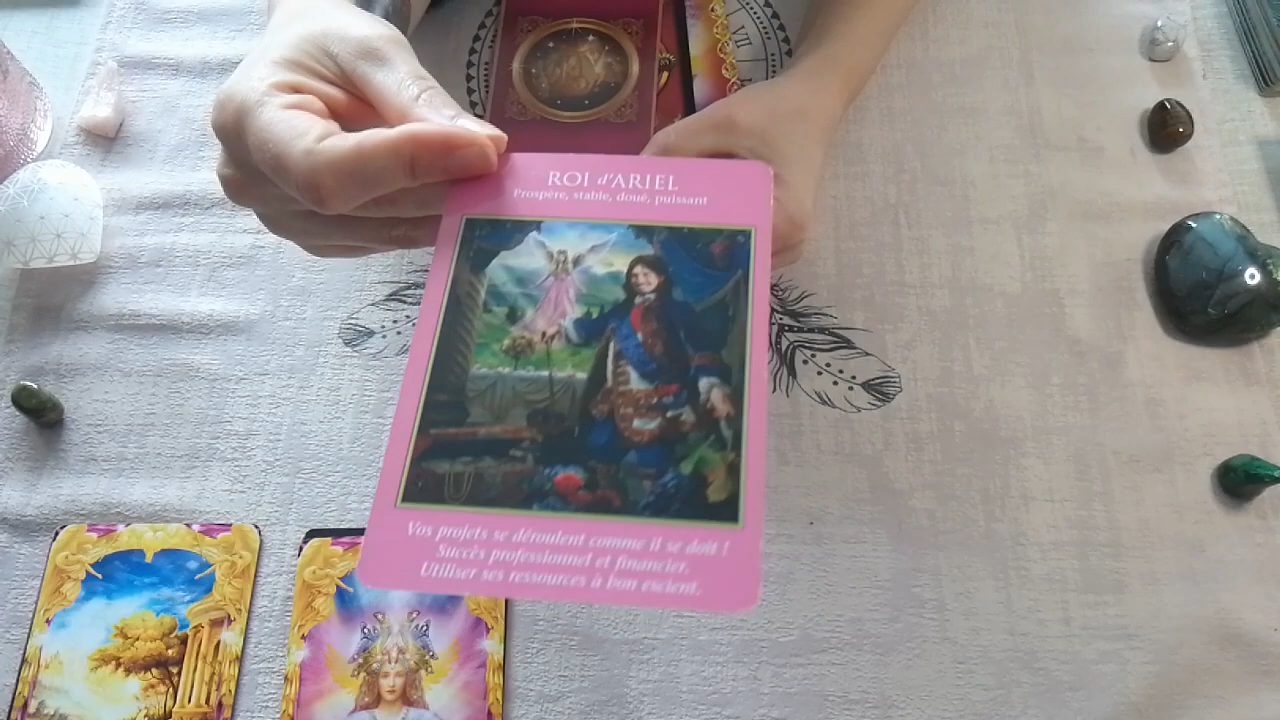 VII
ROI d'ARIEL
Prospère, stable, doué, puissant
Vos projets se déroulent comme il se doit !
Succès professionnel et financier.
Utiliser ses ressources à bon escient.